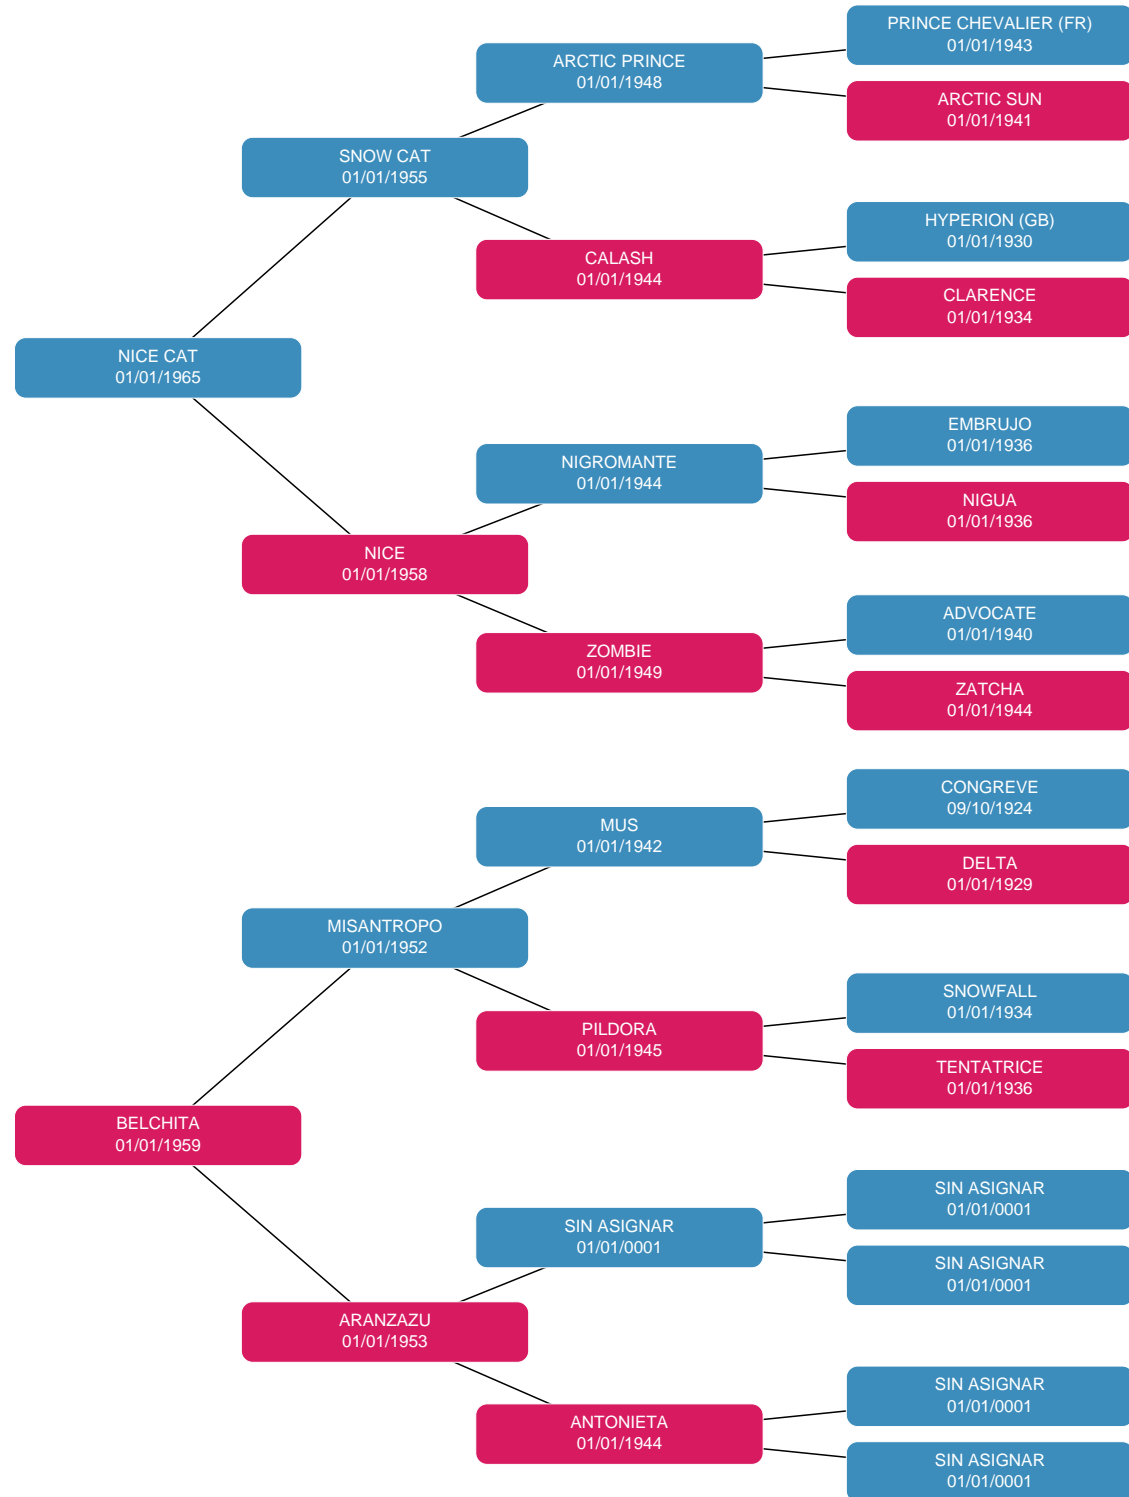 PRINCE CHEVALIER (FR)
01/01/1943
ARCTIC PRINCE
01/01/1948
ARCTIC SUN
01/01/1941
SNOW CAT
01/01/1955
HYPERION (GB)
01/01/1930
CALASH
01/01/1944
CLARENCE
01/01/1934
NICE CAT
01/01/1965
EMBRUJO
01/01/1936
NIGROMANTE
01/01/1944
NIGUA
01/01/1936
NICE
01/01/1958
ADVOCATE
01/01/1940
ZOMBIE
01/01/1949
ZATCHA
01/01/1944
CONGREVE
09/10/1924
MUS
01/01/1942
DELTA
01/01/1929
MISANTROPO
01/01/1952
SNOWFALL
01/01/1934
PILDORA
01/01/1945
TENTATRICE
01/01/1936
BELCHITA
01/01/1959
SIN ASIGNAR
01/01/0001
SIN ASIGNAR
01/01/0001
SIN ASIGNAR
01/01/0001
ARANZAZU
01/01/1953
SIN ASIGNAR
01/01/0001
ANTONIETA
01/01/1944
SIN ASIGNAR
01/01/0001